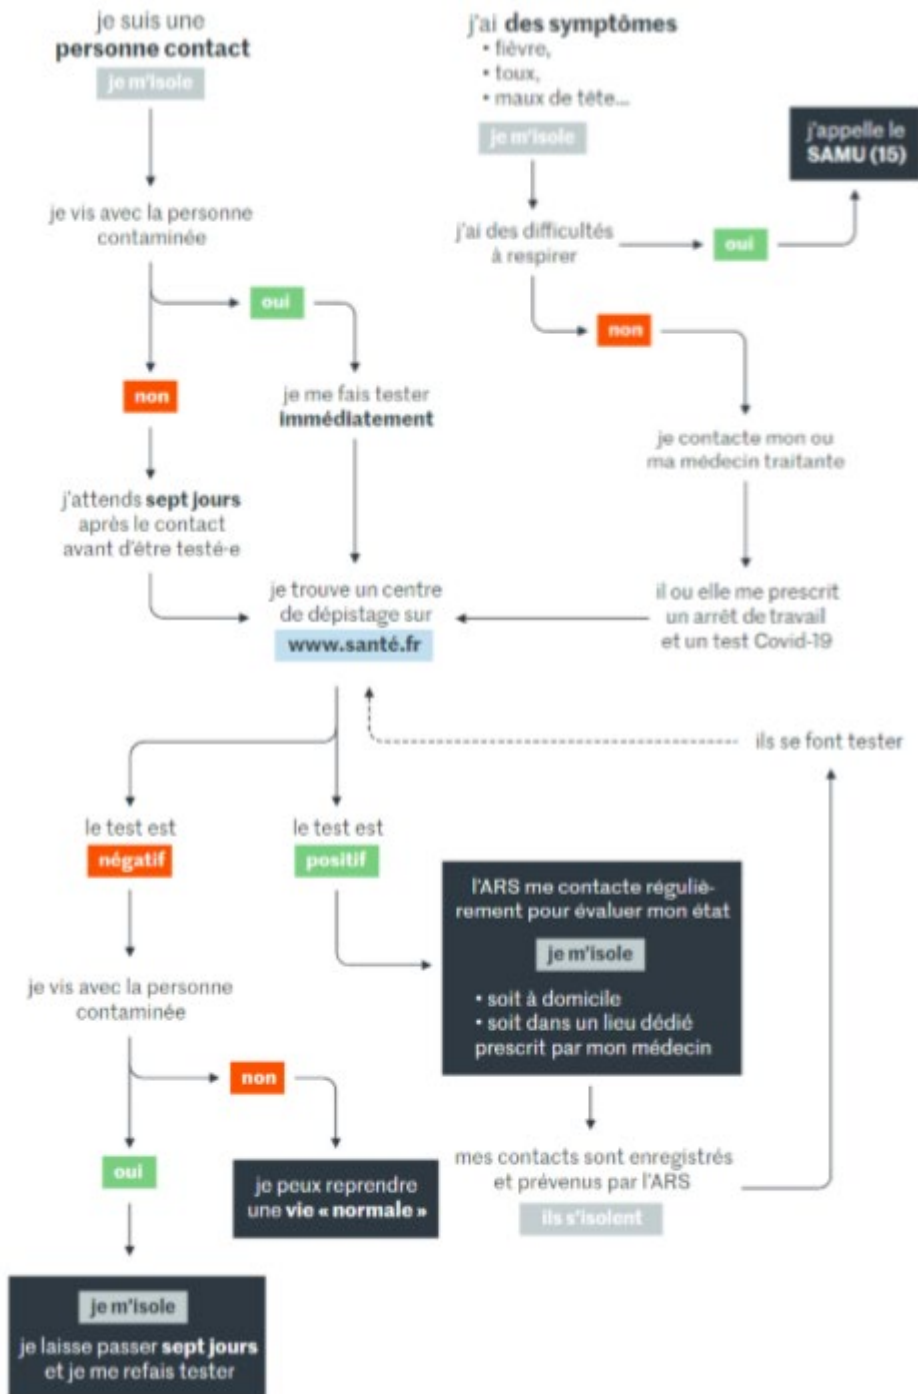 je suis une
personne contact
je m'isole
je vis avec la personne
contaminée
oui
non
je me fais tester
immédiatement
j'attends sept jours
après le contact
avant d'être testé·e
j'ai des symptômes
• fièvre,
• toux,
• maux de tête...
je m'isole
j'ai des difficultés
à respirer
oui
j'appelle le
SAMU (15)
non
je contacte mon ou
ma médecin traitante
il ou elle me prescrit
un arrêt de travail
et un test Covid-19
je trouve un centre
de dépistage sur
www.santé.fr
ils se font tester
le test est
négatif
le test est
positif
l'ARS me contacte réguliè-
rement pour évaluer mon état
je m'isole
• soit à domicile
• soit dans un lieu dédié
prescrit par mon médecin
mes contacts sont enregistrés
et prévenus par l'ARS
ils s'isolent
je vis avec la personne
contaminée
non
oui
je peux reprendre
une vie « normale »
je m'isole
je laisse passer sept jours
et je me refais tester